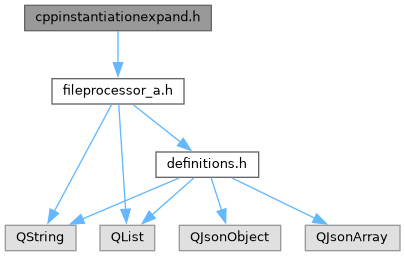 cppinstantiationexpand.h
fileprocessor_a.h
definitions.h
QString
QList
QJsonObject
QJsonArray